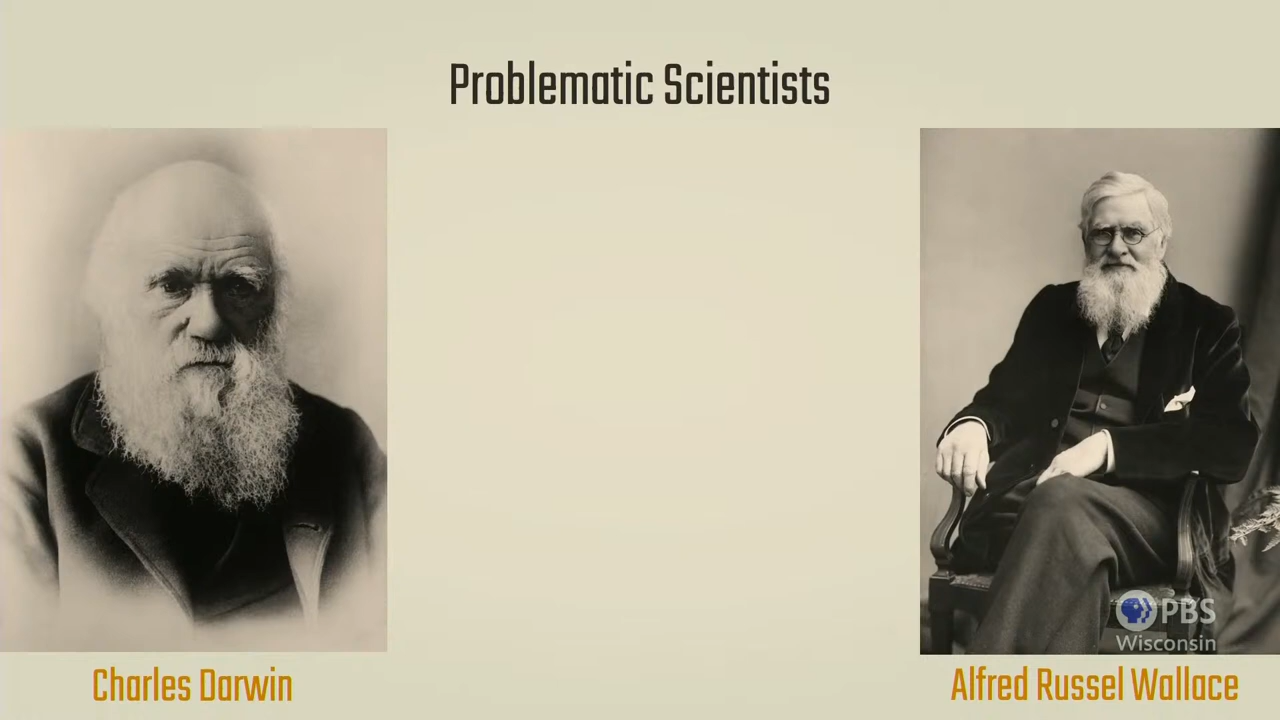 Problematic Scientists
PBS
Wisconsin
Charles Darwin
Alfred Russel Wallace